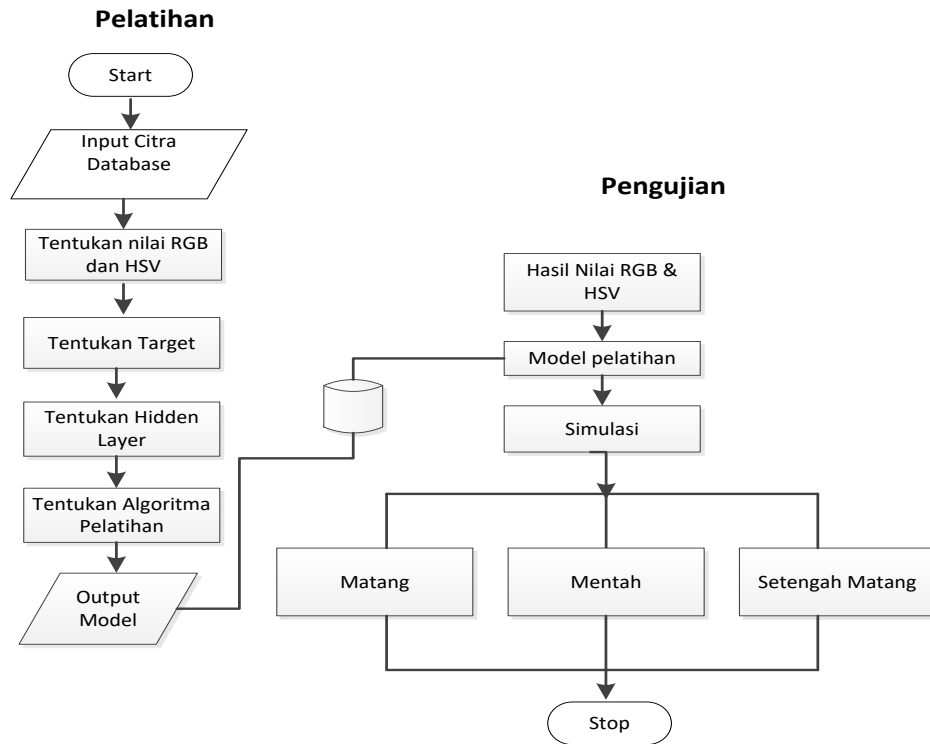 Pelatihan
Start
Input Citra
Database
Tentukan nilai RGB
dan HSV
Tentukan Target
Tentukan Hidden
Layer
Tentukan Algoritma
Pelatihan
Output
Model
Pengujian
Hasil Nilai RGB &
HSV
Model pelatihan
Simulasi
Matang
Mentah
Setengah Matang
Stop